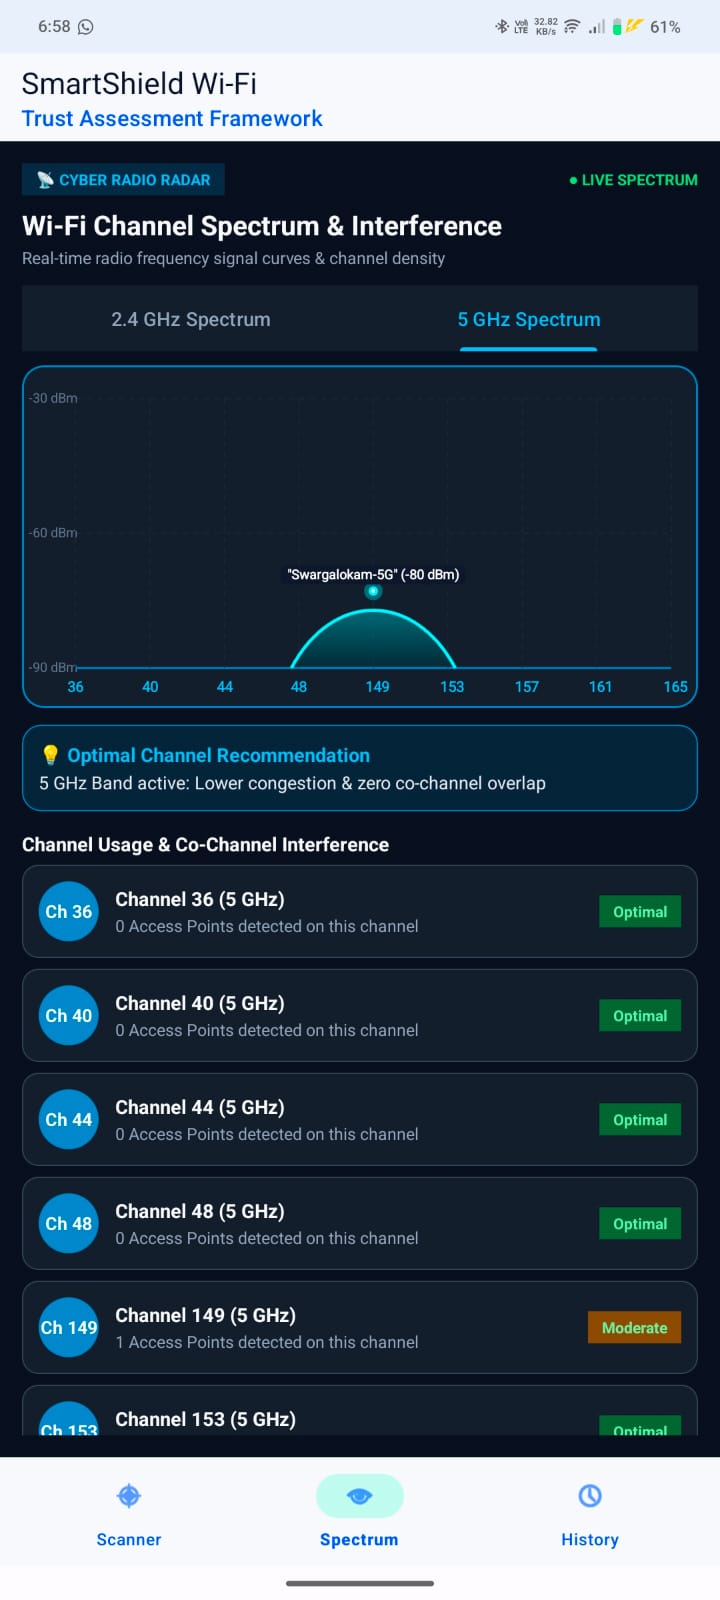 6:58
VoI) LTE 32.82 KB/s 61%
SmartShield Wi-Fi
Trust Assessment Framework
📡 CYBER RADIO RADAR
● LIVE SPECTRUM
Wi-Fi Channel Spectrum & Interference
Real-time radio frequency signal curves & channel density
2.4 GHz Spectrum
5 GHz Spectrum
-30 dBm
-60 dBm
"Swargalokam-5G" (-80 dBm)
-90 dBm
36 40 44 48 149 153 157 161 165
💡 Optimal Channel Recommendation
5 GHz Band active: Lower congestion & zero co-channel overlap
Channel Usage & Co-Channel Interference
Ch 36
Channel 36 (5 GHz)
0 Access Points detected on this channel
Optimal
Ch 40
Channel 40 (5 GHz)
0 Access Points detected on this channel
Optimal
Ch 44
Channel 44 (5 GHz)
0 Access Points detected on this channel
Optimal
Ch 48
Channel 48 (5 GHz)
0 Access Points detected on this channel
Optimal
Ch 149
Channel 149 (5 GHz)
1 Access Points detected on this channel
Moderate
Ch 153
Channel 153 (5 GHz)
Optimal
Scanner
Spectrum
History